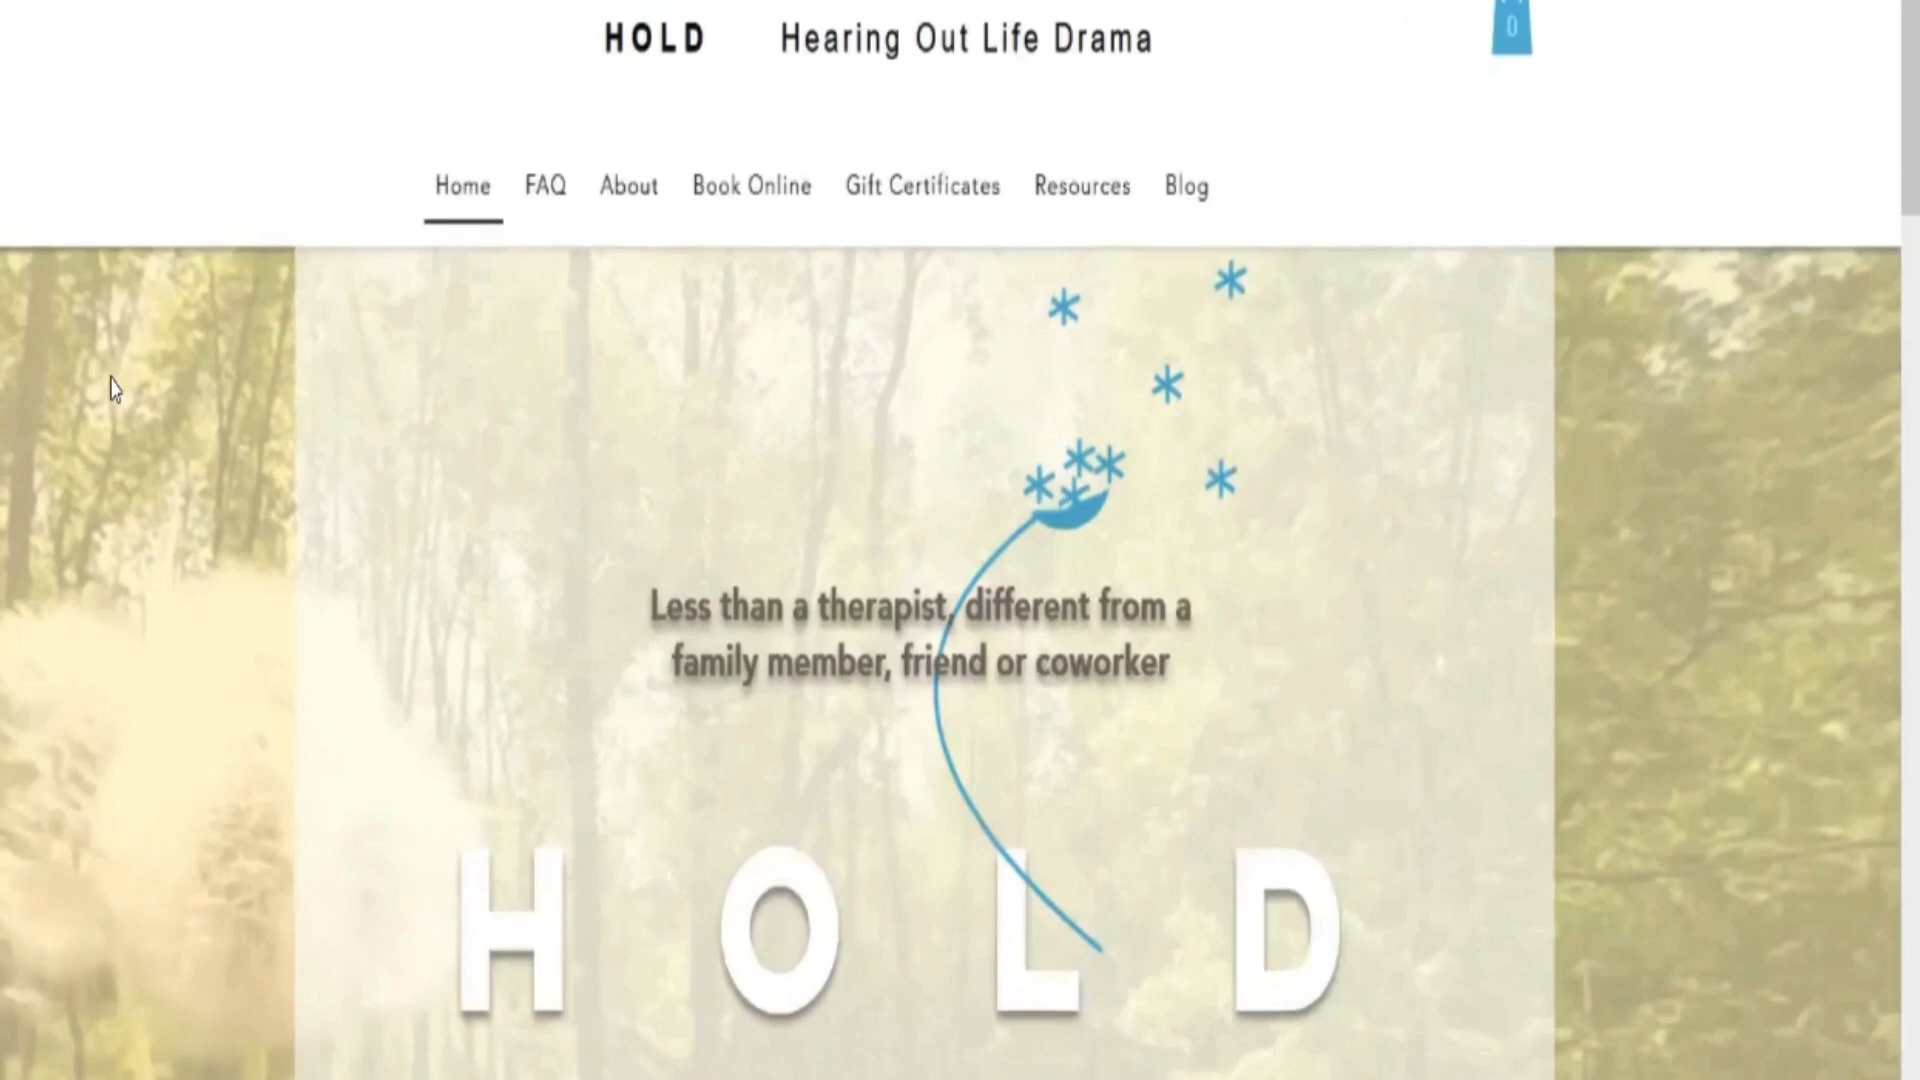 HOLD Hearing Out Life Drama
0
Home FAQ About Book Online Gift Certificates Resources Blog
Less than a therapist, different from a
family member, friend or coworker
HOLD